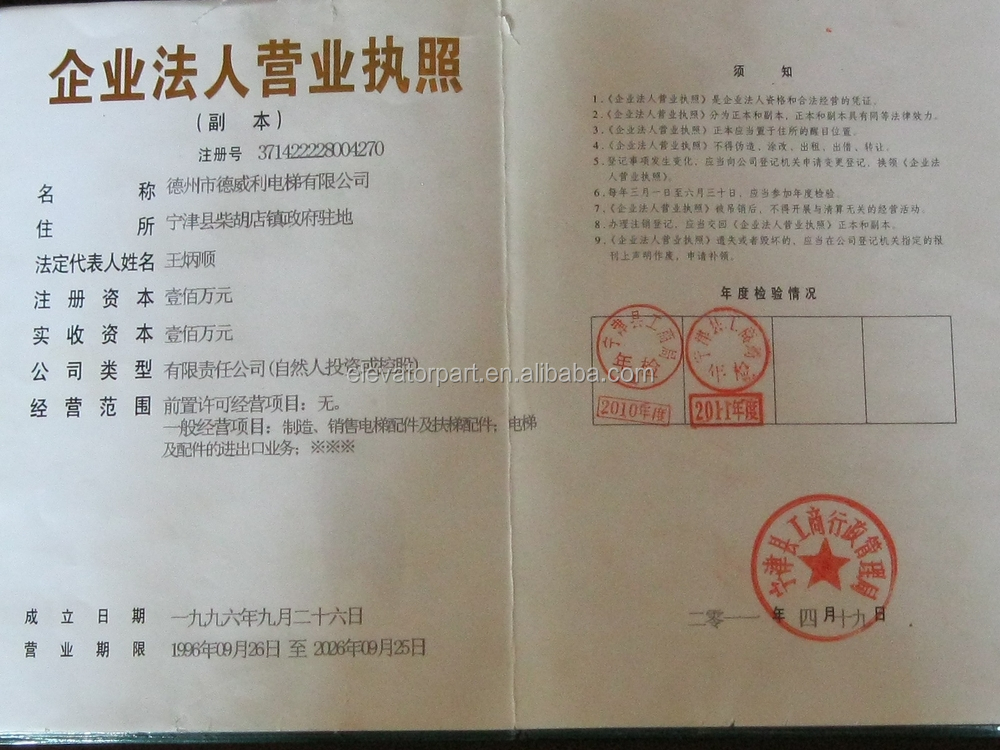 企业法人营业执照
(副 本)
注册号 371422228004270
名 称 德州市德威利电梯有限公司
住 所 宁津县柴胡店镇政府驻地
法定代表人姓名 王炳顺
注册资本 壹佰万元
实收资本 壹佰万元
公司类型 有限责任公司(自然人投资或控股)
经营范围 前置许可经营项目：无。
一般经营项目：制造、销售电梯配件及扶梯配件；电梯
及配件的进出口业务；※※※
成立日期 一九九六年九月二十六日
营业期限 1996年09月26日 至 2026年09月25日
须 知
1.《企业法人营业执照》是企业法人资格和合法经营的凭证。
2.《企业法人营业执照》分为正本和副本，正本和副本具有同等法律效力。
3.《企业法人营业执照》正本应当置于住所的醒目位置。
4.《企业法人营业执照》不得伪造、涂改、出租、出借、转让。
5.登记事项发生变化，应当向公司登记机关申请变更登记，换领《企业法
人营业执照》。
6.每年三月一日至六月三十日，应当参加年度检验。
7.《企业法人营业执照》被吊销后，不得开展与清算无关的经营活动。
8.办理注销登记，应当交回《企业法人营业执照》正本和副本。
9.《企业法人营业执照》遗失或者毁坏的，应当在公司登记机关指定的报
刊上声明作废，申请补领。
年度检验情况
宁津县工商局
年检
2010年度
宁津县工商局
年检
2011年度
宁津县工商行政管理局
二零一一年四月十九日
elevatorpart.en.alibaba.com